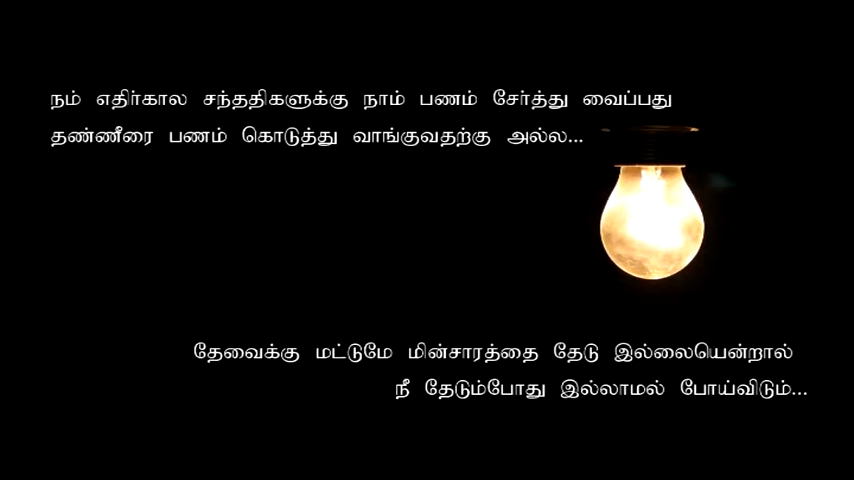 நம் எதிர்கால சந்ததிகளுக்கு நாம் பணம் சேர்த்து வைப்பது
தண்ணீரை பணம் கொடுத்து வாங்குவதற்கு அல்ல...
தேவைக்கு மட்டுமே மின்சாரத்தை தேடு இல்லையென்றால்
நீ தேடும்போது இல்லாமல் போய்விடும்...